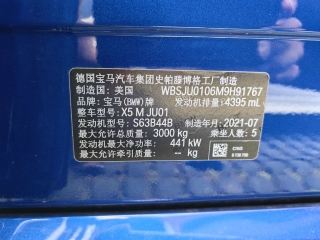 德国宝马汽车集团史帕滕博格工厂制造
制造国：美国 WBSJU0106M9H91767
品牌：宝马(BMW)牌 发动机排量：4395 mL
整车型号：X5 M JU01
发动机型号：S63B44B 制造年月：2021-07
最大允许总质量：3000 kg 乘坐人数：5
发动机最大净功率：441 kW
最大允许牵引质量：-- kg